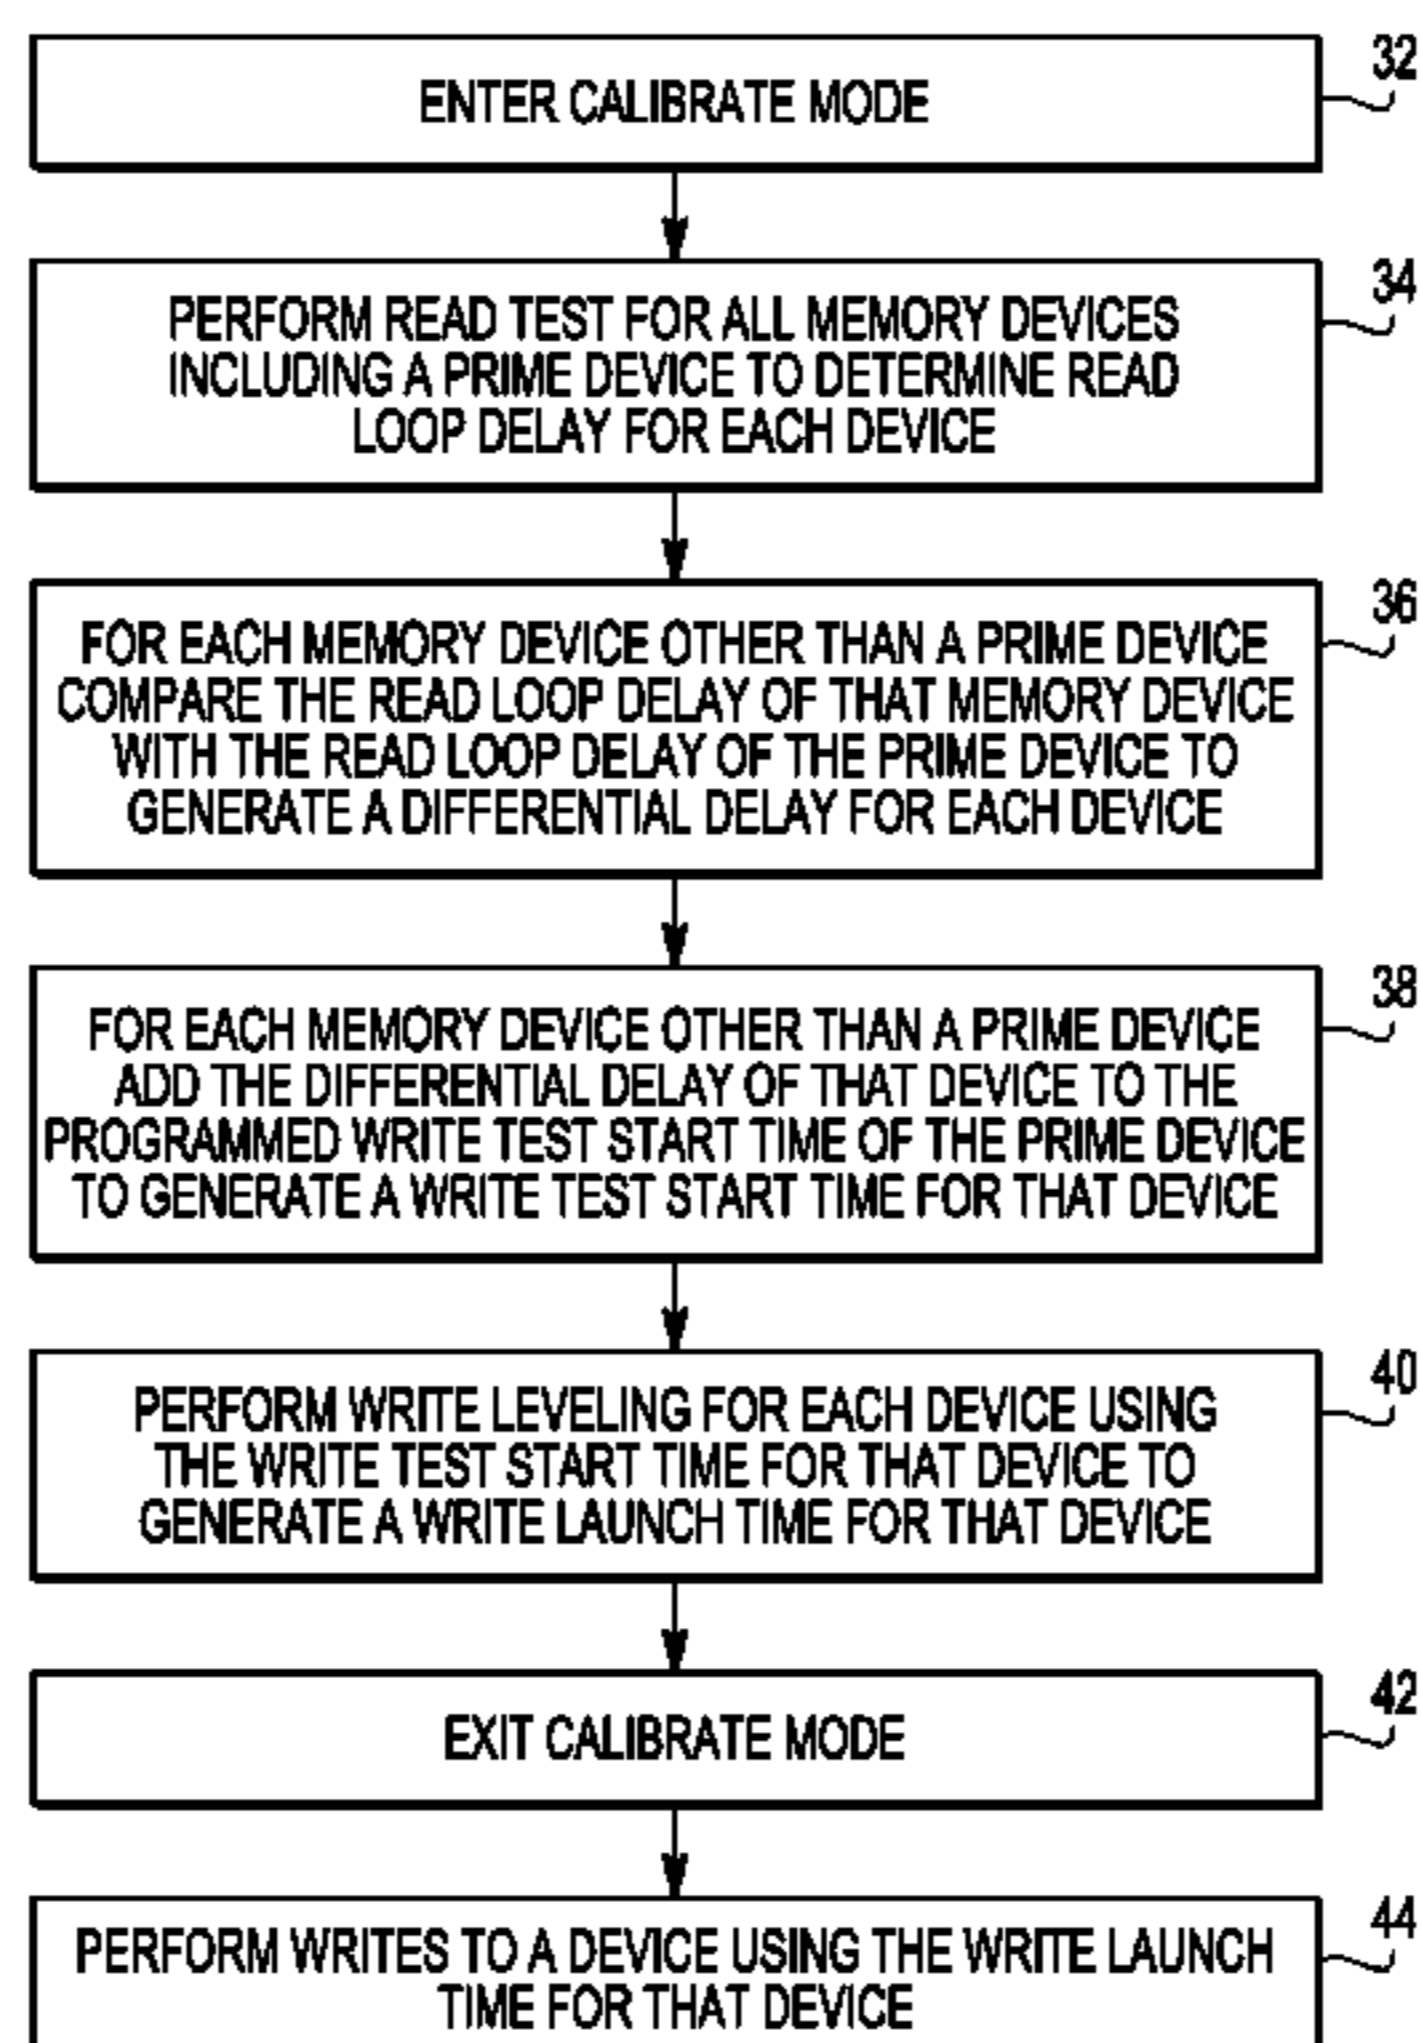 32
ENTER CALIBRATE MODE
34
PERFORM READ TEST FOR ALL MEMORY DEVICES
INCLUDING A PRIME DEVICE TO DETERMINE READ
LOOP DELAY FOR EACH DEVICE
36
FOR EACH MEMORY DEVICE OTHER THAN A PRIME DEVICE
COMPARE THE READ LOOP DELAY OF THAT MEMORY DEVICE
WITH THE READ LOOP DELAY OF THE PRIME DEVICE TO
GENERATE A DIFFERENTIAL DELAY FOR EACH DEVICE
38
FOR EACH MEMORY DEVICE OTHER THAN A PRIME DEVICE
ADD THE DIFFERENTIAL DELAY OF THAT DEVICE TO THE
PROGRAMMED WRITE TEST START TIME OF THE PRIME DEVICE
TO GENERATE A WRITE TEST START TIME FOR THAT DEVICE
40
PERFORM WRITE LEVELING FOR EACH DEVICE USING
THE WRITE TEST START TIME FOR THAT DEVICE TO
GENERATE A WRITE LAUNCH TIME FOR THAT DEVICE
42
EXIT CALIBRATE MODE
44
PERFORM WRITES TO A DEVICE USING THE WRITE LAUNCH
TIME FOR THAT DEVICE